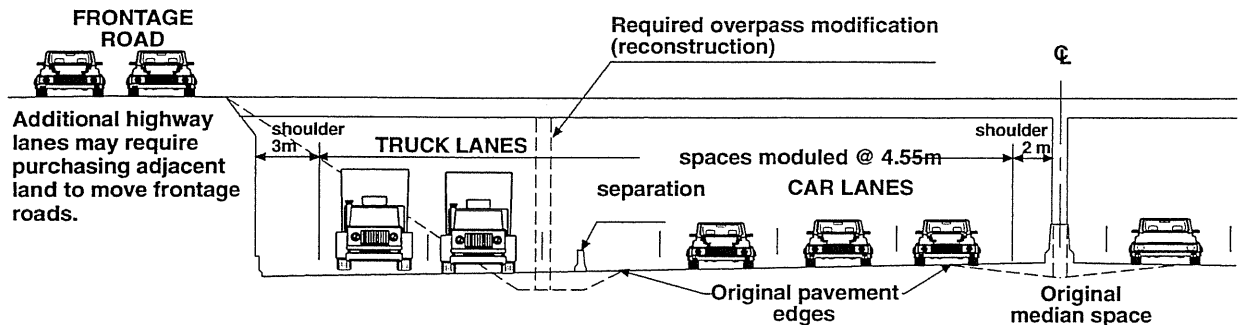 FRONTAGE
ROAD
Required overpass modification
(reconstruction)
℄
Additional highway
lanes may require
purchasing adjacent
land to move frontage
roads.
shoulder
3m
TRUCK LANES
shoulder
2 m
spaces moduled @ 4.55m
separation
CAR LANES
Original pavement
edges
Original
median space